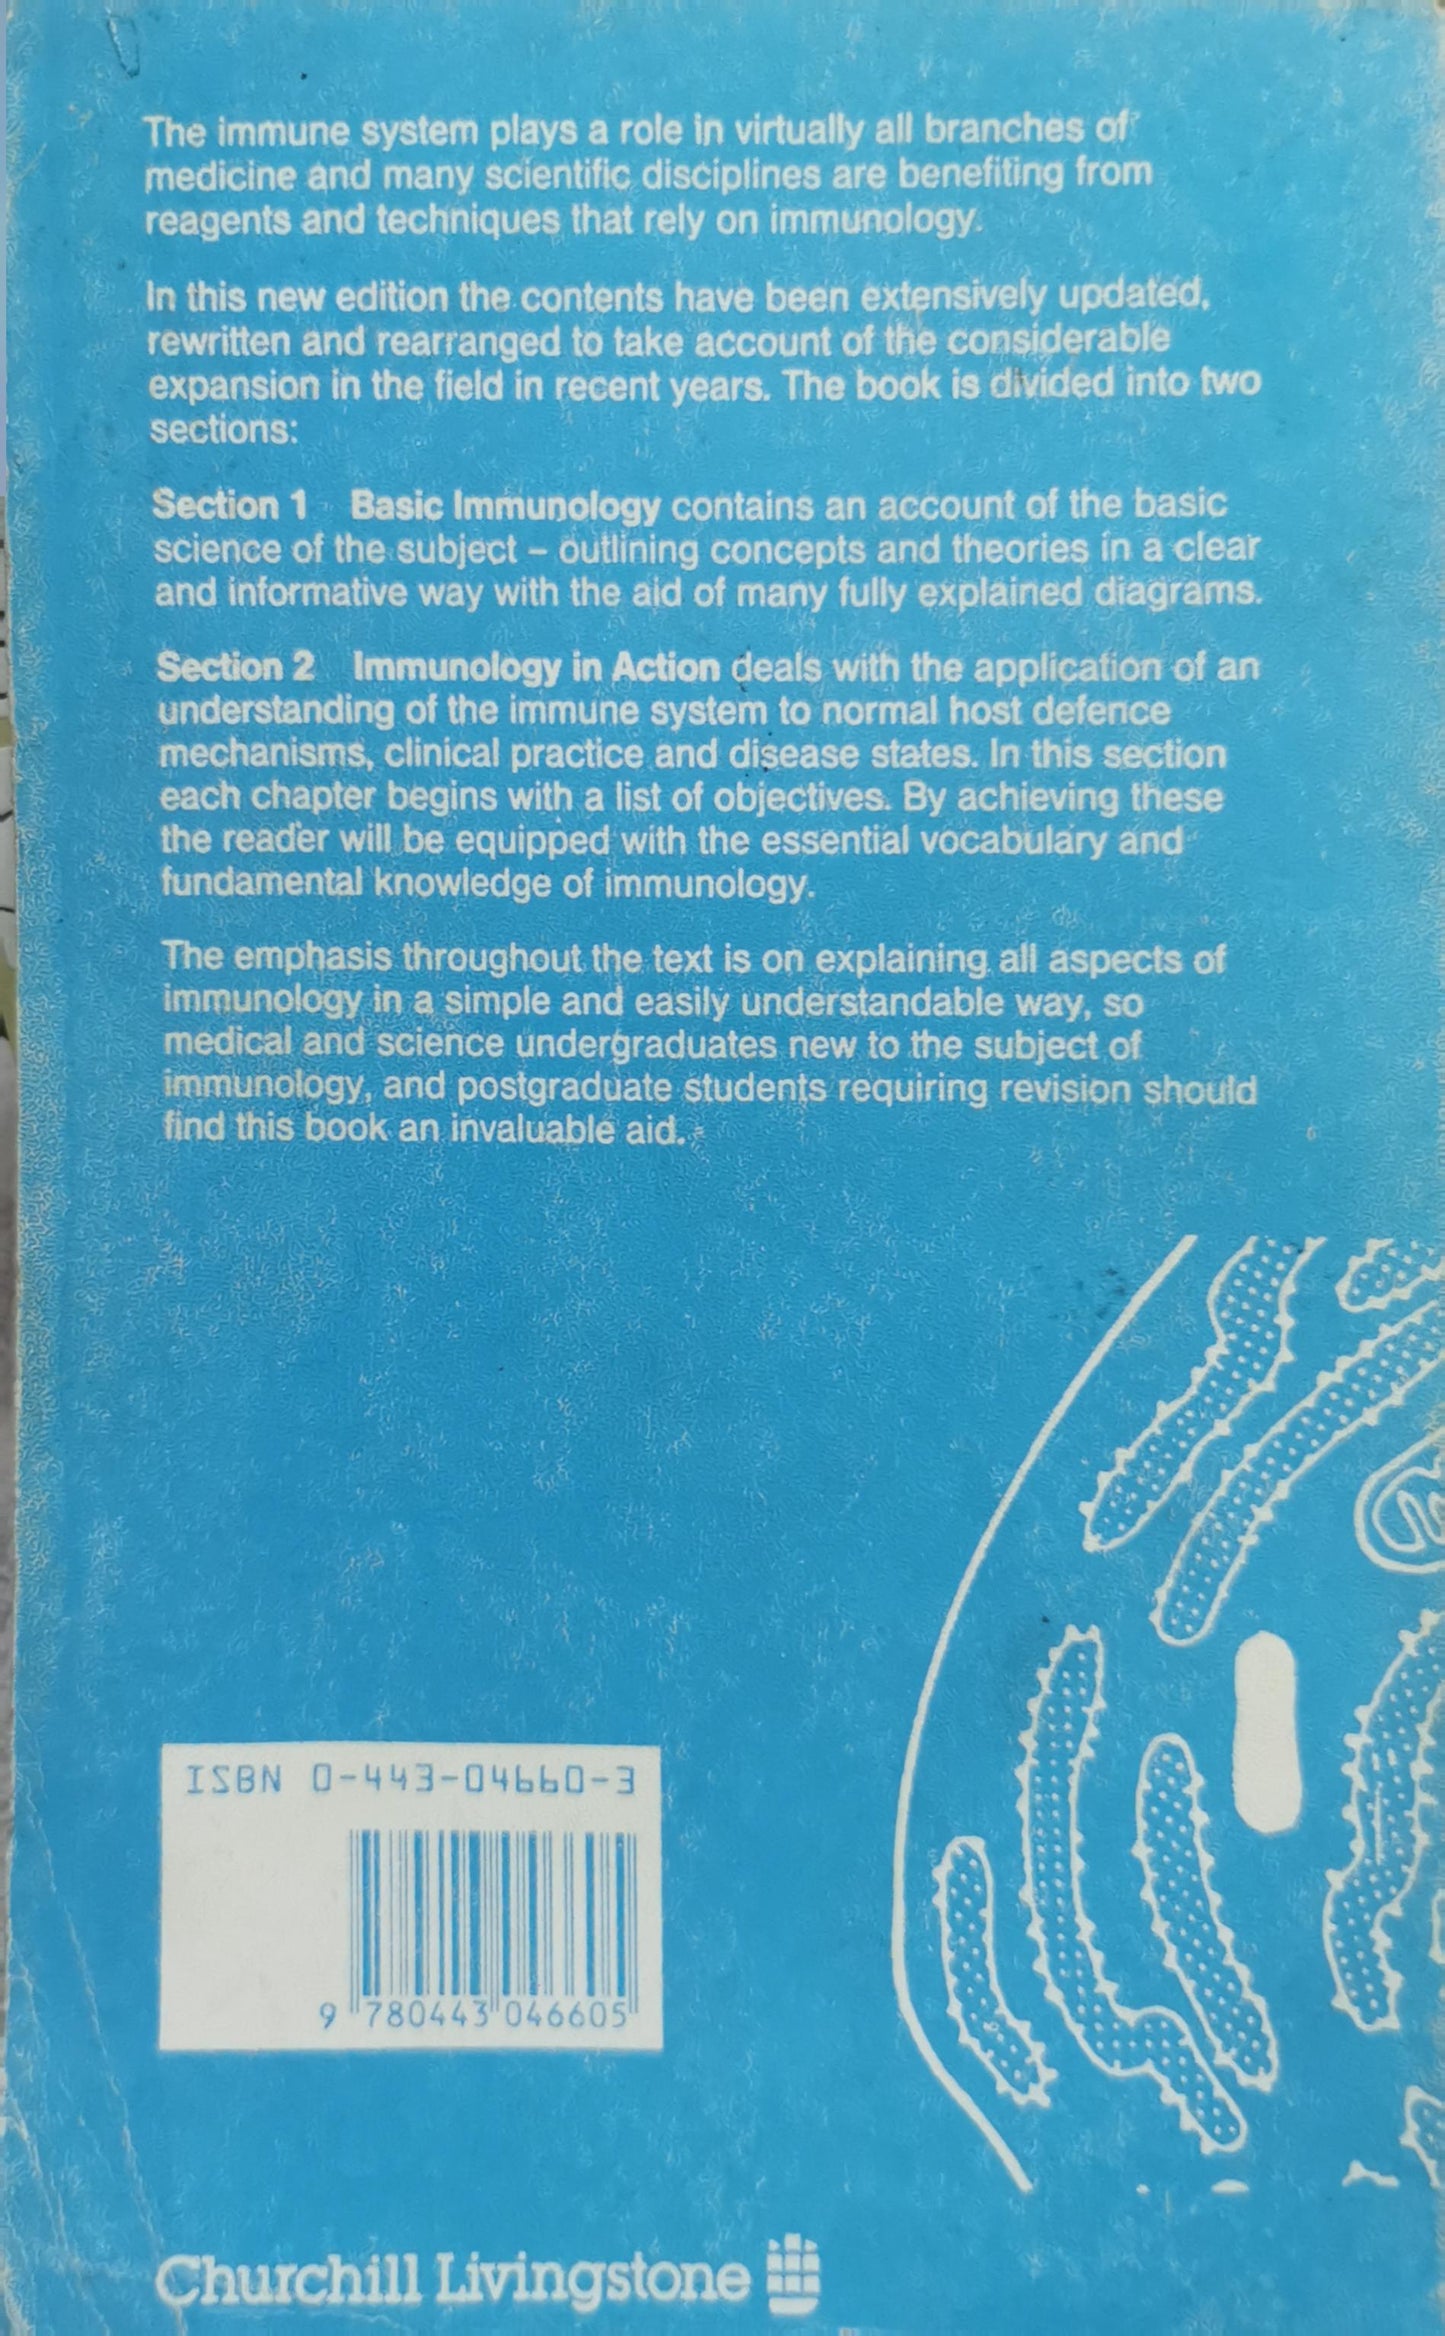 The immune system plays a role in virtually all branches of
medicine and many scientific disciplines are benefiting from
reagents and techniques that rely on immunology.
In this new edition the contents have been extensively updated,
rewritten and rearranged to take account of the considerable
expansion in the field in recent years. The book is divided into two
sections:
Section 1 Basic Immunology contains an account of the basic
science of the subject – outlining concepts and theories in a clear
and informative way with the aid of many fully explained diagrams.
Section 2 Immunology in Action deals with the application of an
understanding of the immune system to normal host defence
mechanisms, clinical practice and disease states. In this section
each chapter begins with a list of objectives. By achieving these
the reader will be equipped with the essential vocabulary and
fundamental knowledge of immunology.
The emphasis throughout the text is on explaining all aspects of
immunology in a simple and easily understandable way, so
medical and science undergraduates new to the subject of
immunology, and postgraduate students requiring revision should
find this book an invaluable aid.
ISBN 0-443-04660-3
9 780443 046605
Churchill Livingstone